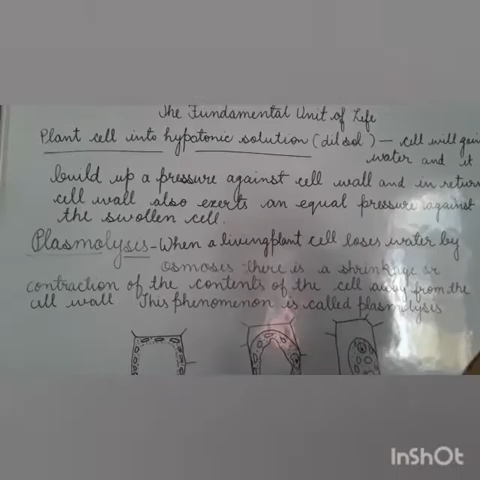 The Fundamental Unit of Life
Plant cell into hypotonic solution (dil sol) — cell will gain
water and it
build up a pressure against cell wall and in return
cell wall also exerts an equal pressure against
the swollen cell.
Plasmolyses - When a living plant cell loses water by
osmoses there is a shrinkage or
contraction of the contents of the cell away from the
cell wall This phenomenon is called plasmolysis
InShOt